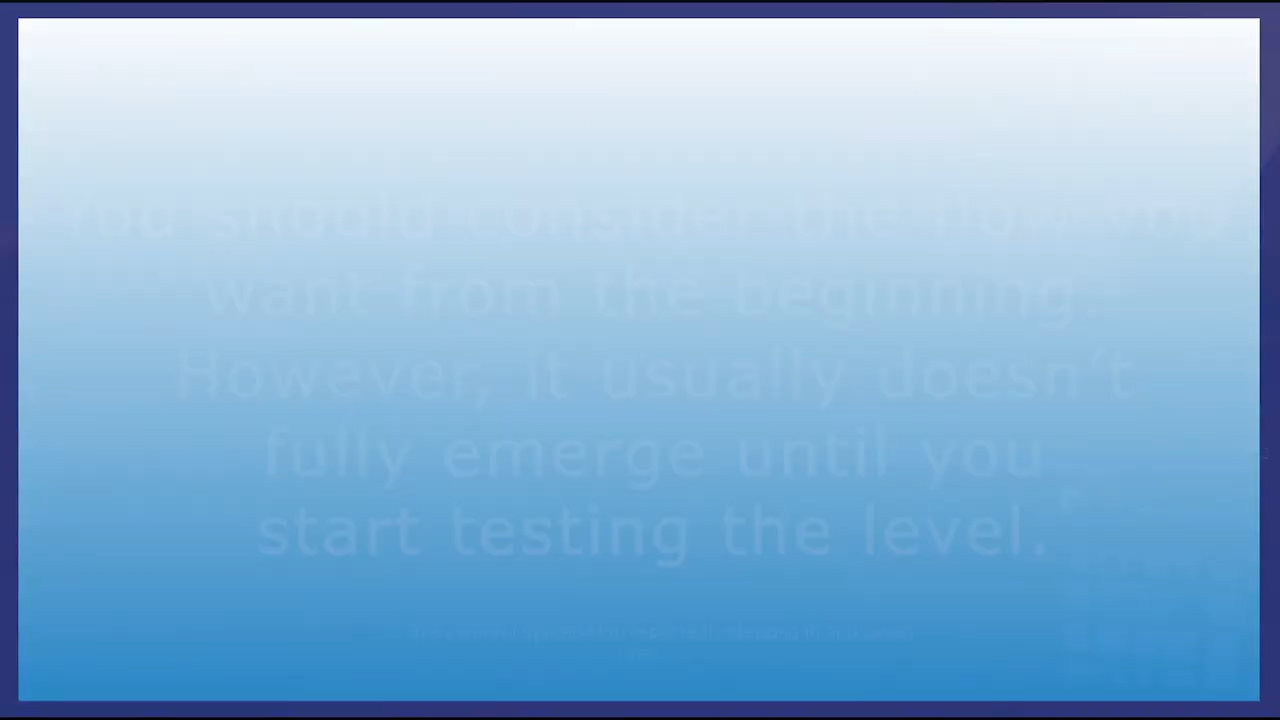 You should consider the flow you
want from the beginning.
However, it usually doesn't
fully emerge until you
start testing the level.